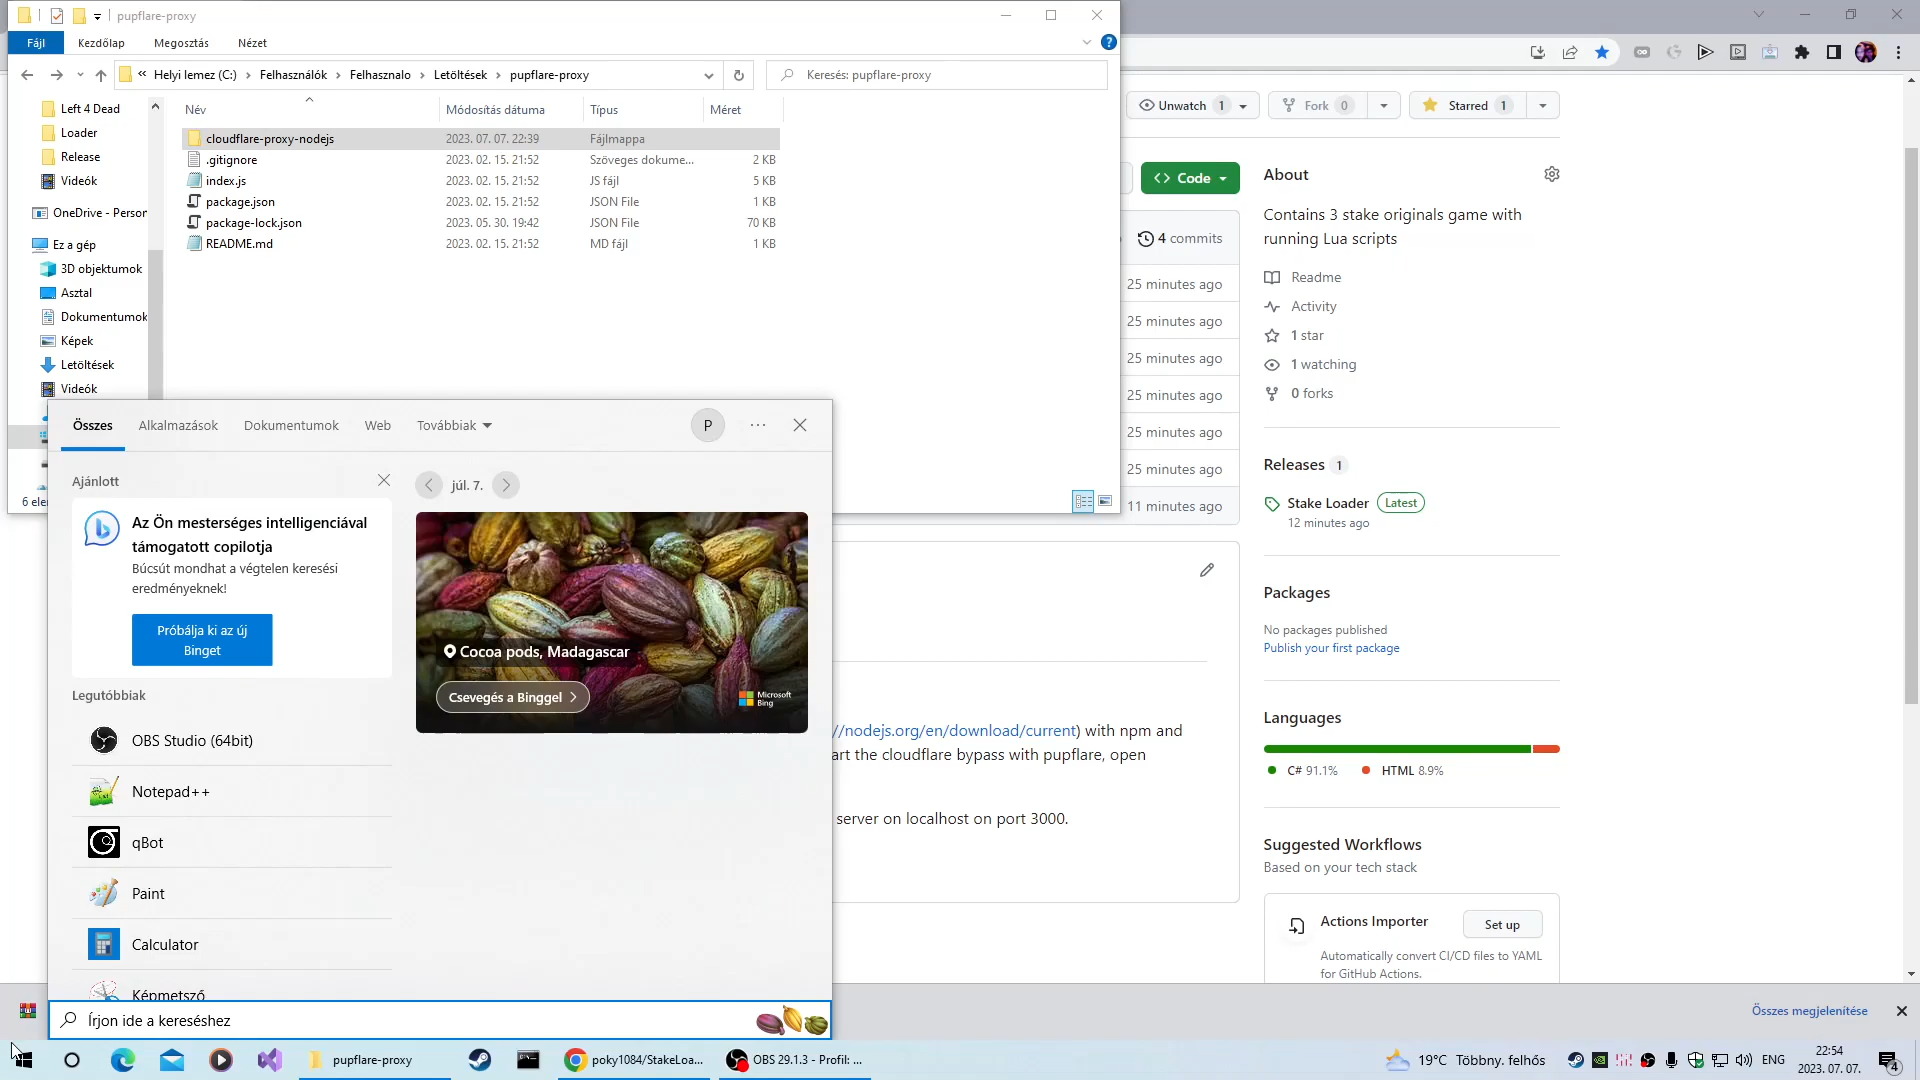 pupflare-proxy
Fájl
Kezdőlap
Megosztás
Nézet
«
Helyi lemez (C:)
Felhasználók
Felhasznalo
Letöltések
pupflare-proxy
Keresés: pupflare-proxy
Left 4 Dead
Loader
Release
Videók
OneDrive - Person
Ez a gép
3D objektumok
Asztal
Dokumentumok
Képek
Letöltések
Videók
6 ele
Név
Módosítás dátuma
Típus
Méret
cloudflare-proxy-nodejs 2023. 07. 07. 22:39 Fájlmappa
.gitignore 2023. 02. 15. 21:52 Szöveges dokume... 2 KB
index.js 2023. 02. 15. 21:52 JS fájl 5 KB
package.json 2023. 02. 15. 21:52 JSON File 1 KB
package-lock.json 2023. 05. 30. 19:42 JSON File 70 KB
README.md 2023. 02. 15. 21:52 MD fájl 1 KB
Unwatch 1
Fork 0
Starred 1
Code
4 commits
25 minutes ago
25 minutes ago
25 minutes ago
25 minutes ago
25 minutes ago
25 minutes ago
11 minutes ago
//nodejs.org/en/download/current) with npm and
art the cloudflare bypass with pupflare, open
server on localhost on port 3000.
About
Contains 3 stake originals game with
running Lua scripts
Readme
Activity
1 star
1 watching
0 forks
Releases 1
Stake Loader Latest
12 minutes ago
Packages
No packages published
Publish your first package
Languages
C# 91.1%
HTML 8.9%
Suggested Workflows
Based on your tech stack
Actions Importer
Set up
Automatically convert CI/CD files to YAML
for GitHub Actions.
Összes
Alkalmazások
Dokumentumok
Web
Továbbiak
P
Ajánlott
Az Ön mesterséges intelligenciával
támogatott copilotja
Búcsút mondhat a végtelen keresési
eredményeknek!
Próbálja ki az új
Binget
Legutóbbiak
OBS Studio (64bit)
Notepad++
qBot
Paint
Calculator
Képmetsző
júl. 7.
Cocoa pods, Madagascar
Csevegés a Binggel
Microsoft
Bing
Írjon ide a kereséshez
Összes megjelenítése
pupflare-proxy
poky1084/StakeLoa...
OBS 29.1.3 - Profil: ...
19°C Többny. felhős
ENG
22:54
2023. 07. 07.
4